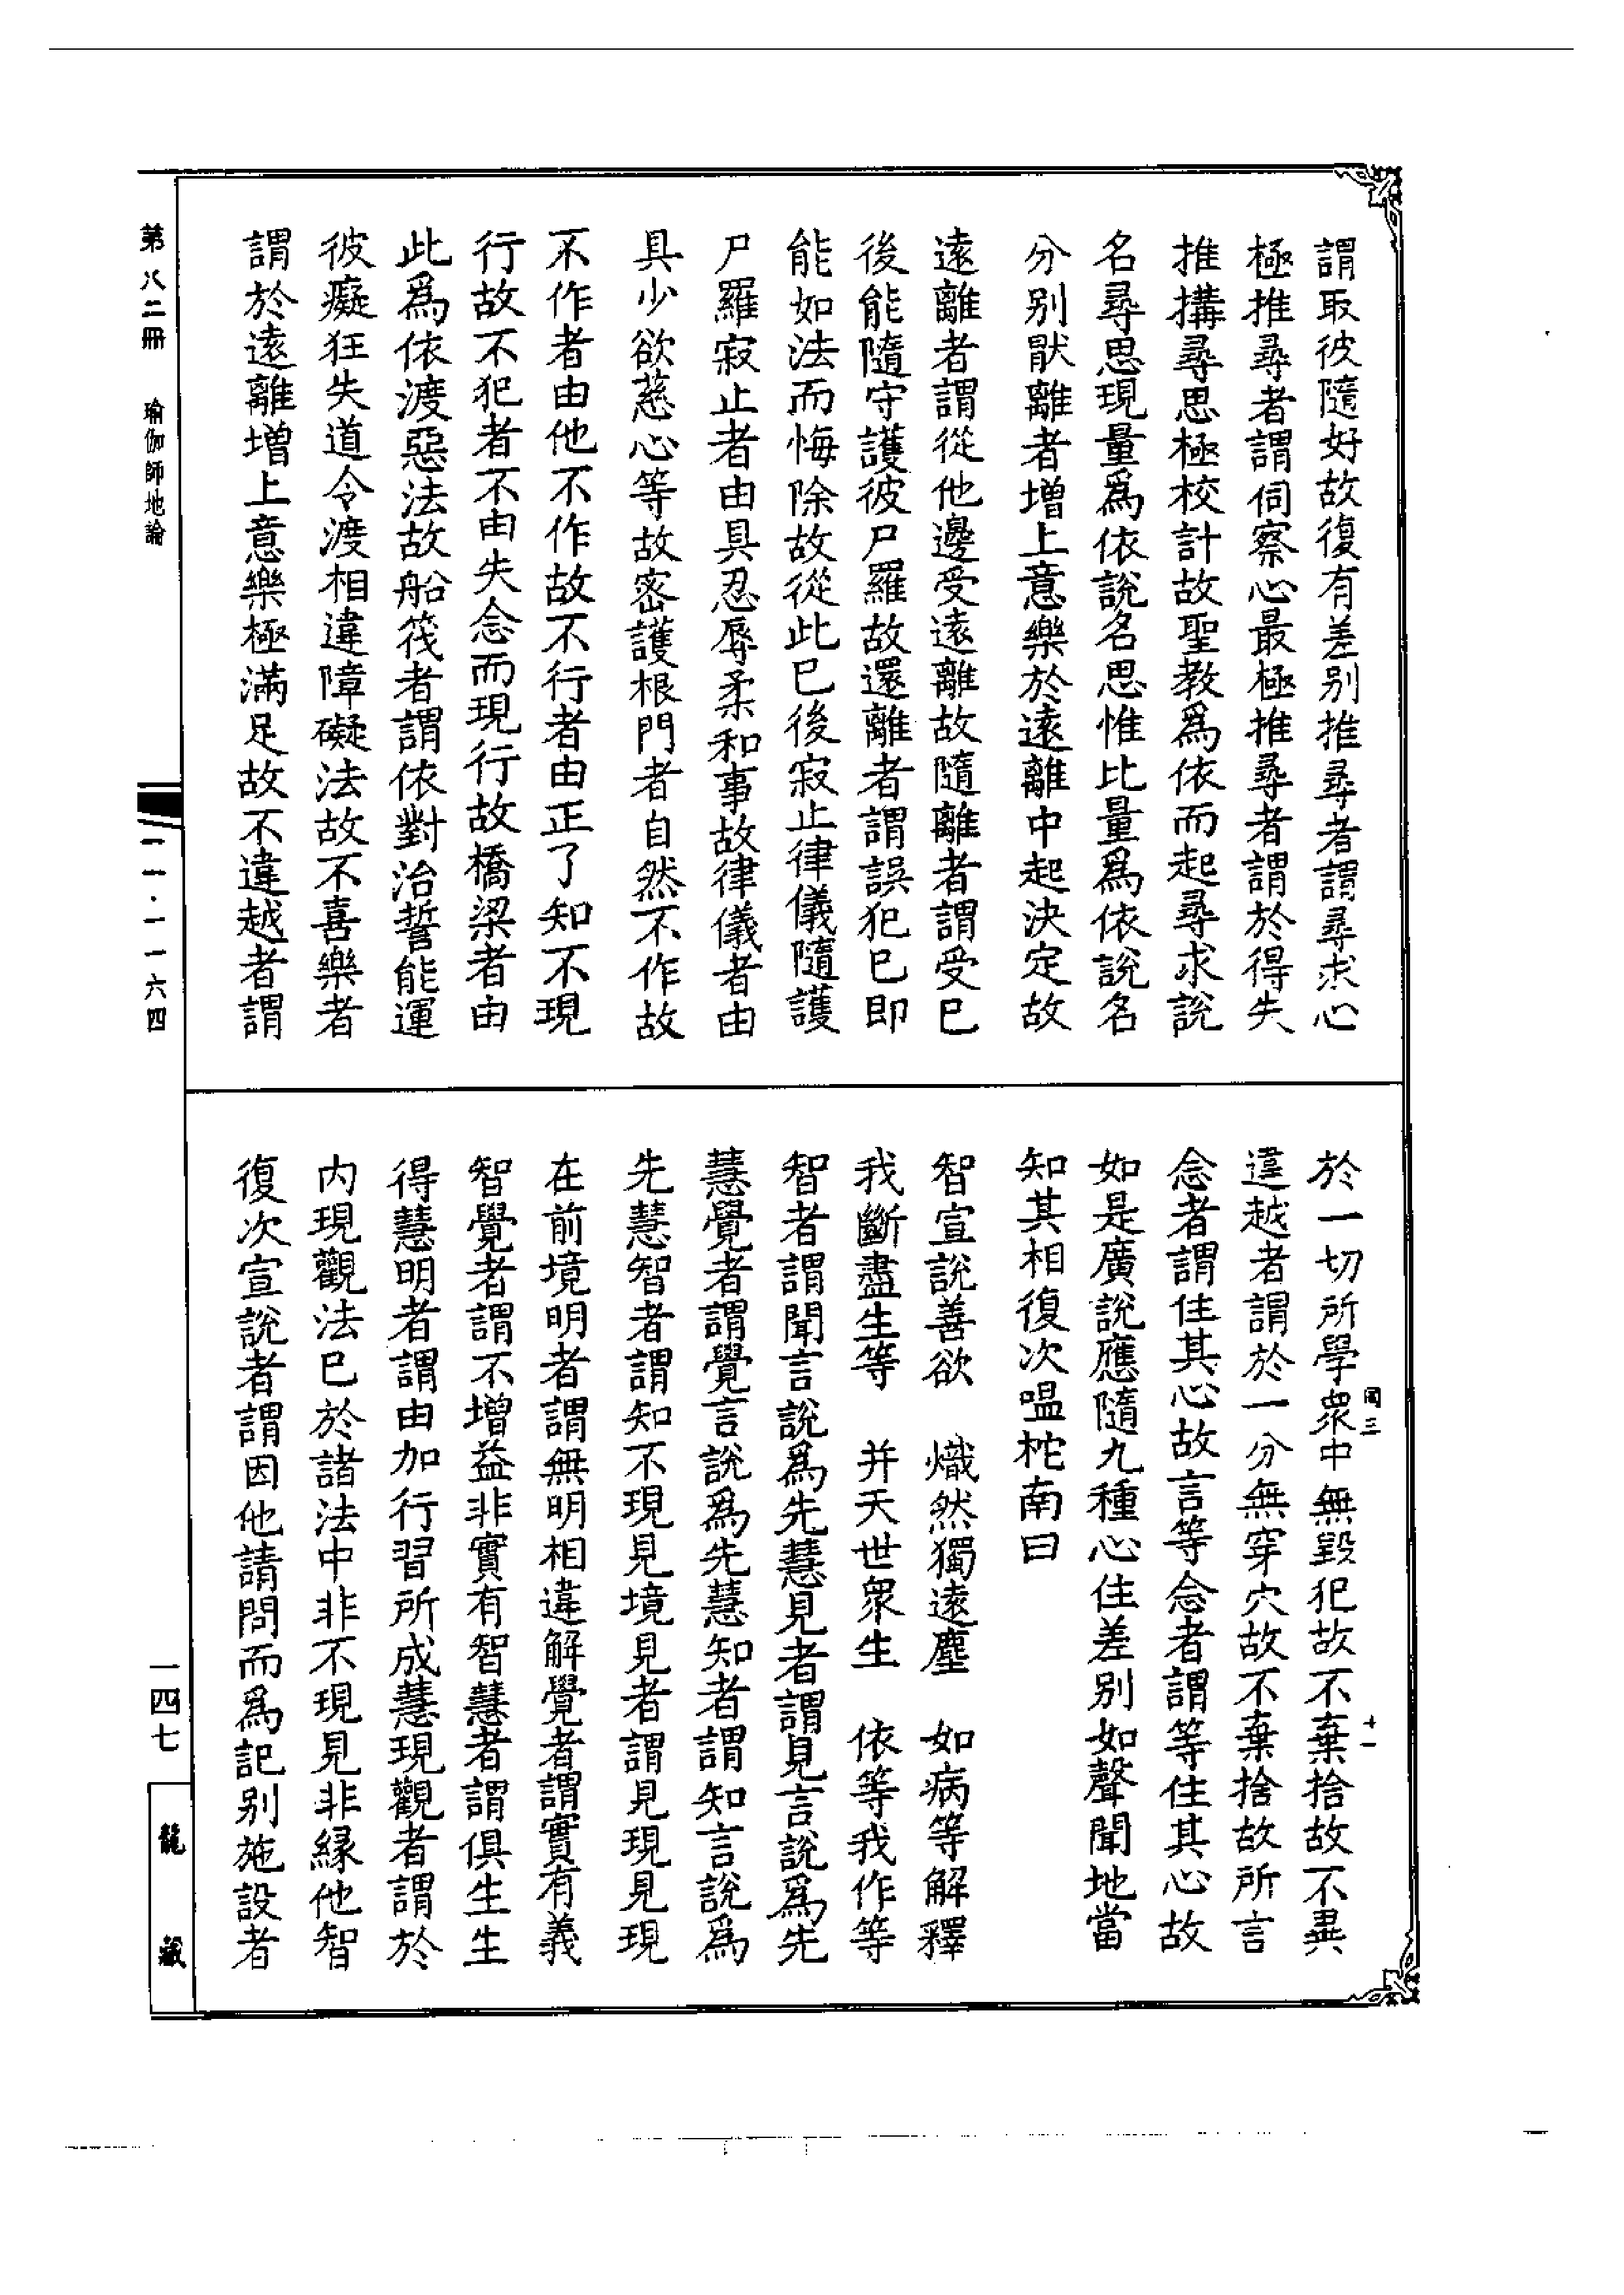 謂取彼隨好故復有差別推尋者謂尋求心
極推尋者謂伺察心最極推尋者謂於得失
推搆尋思極校計故聖教為依而起尋求說
名尋思現量為依說名思惟比量為依說名
分別猒離者增上意樂於遠離中起決定故
遠離者謂從他邊受遠離故隨離者謂受已
後能隨守護彼尸羅故還離者謂誤犯已即
能如法而悔除故從此已後寂止律儀隨護
尸羅寂止者由具忍辱柔和事故律儀者由
具少欲慈心等故密護根門者自然不作故
不作者由他不作故不行者由正了知不現
行故不犯者不由失念而現行故橋梁者由
此為依渡惡法故船筏者謂依對治誓能運
彼癡狂失道令渡相違障礙法故不喜樂者
謂於遠離增上意樂極滿足故不違越者謂
於一切所學眾中無毀犯故不棄捨故不異
違越者謂於一分無穿穴故不棄捨故所言
念者謂住其心故言等念者謂等住其心故
如是廣說應隨九種心住差別如聲聞地當
知其相復次嗢柁南曰
智宣說善欲　熾然獨遠塵　如病等解釋
我斷盡生等　并天世眾生　依等我作等
智者謂聞言說為先慧見者謂見言說為先
慧覺者謂覺言說為先慧知者謂知言說為
先慧智者謂知不現見境見者謂見現見現
在前境明者謂無明相違解覺者謂實有義
智覺者謂不增益非實有智慧者謂俱生生
得慧明者謂由加行習所成慧現觀者謂於
內現觀法已於諸法中非不現見非緣他智
復次宣說者謂因他請問而為記別施設者
國三
十一
第八二冊　瑜伽師地論
一一·一一六四
一四七
龍藏